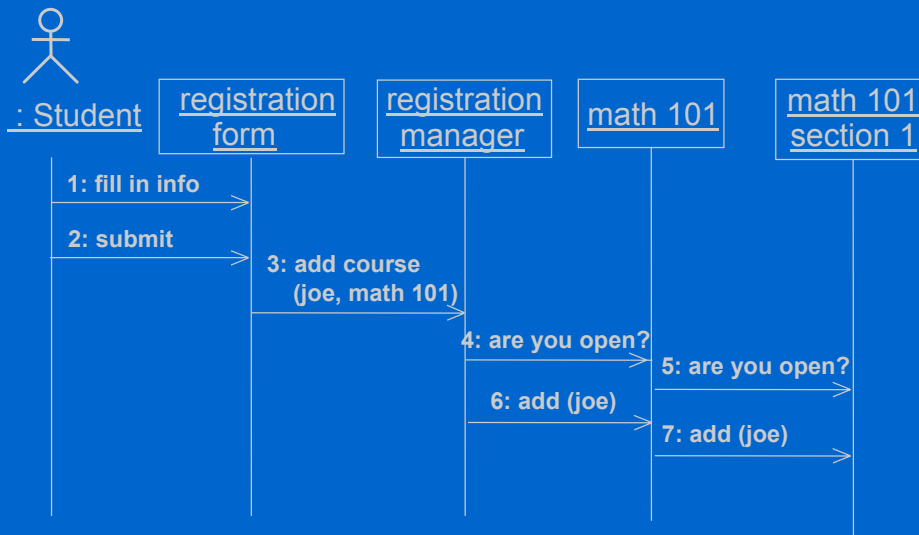 : Student
registration
form
registration
manager
math 101
math 101
section 1
1: fill in info
2: submit
3: add course
(joe, math 101)
4: are you open?
5: are you open?
6: add (joe)
7: add (joe)